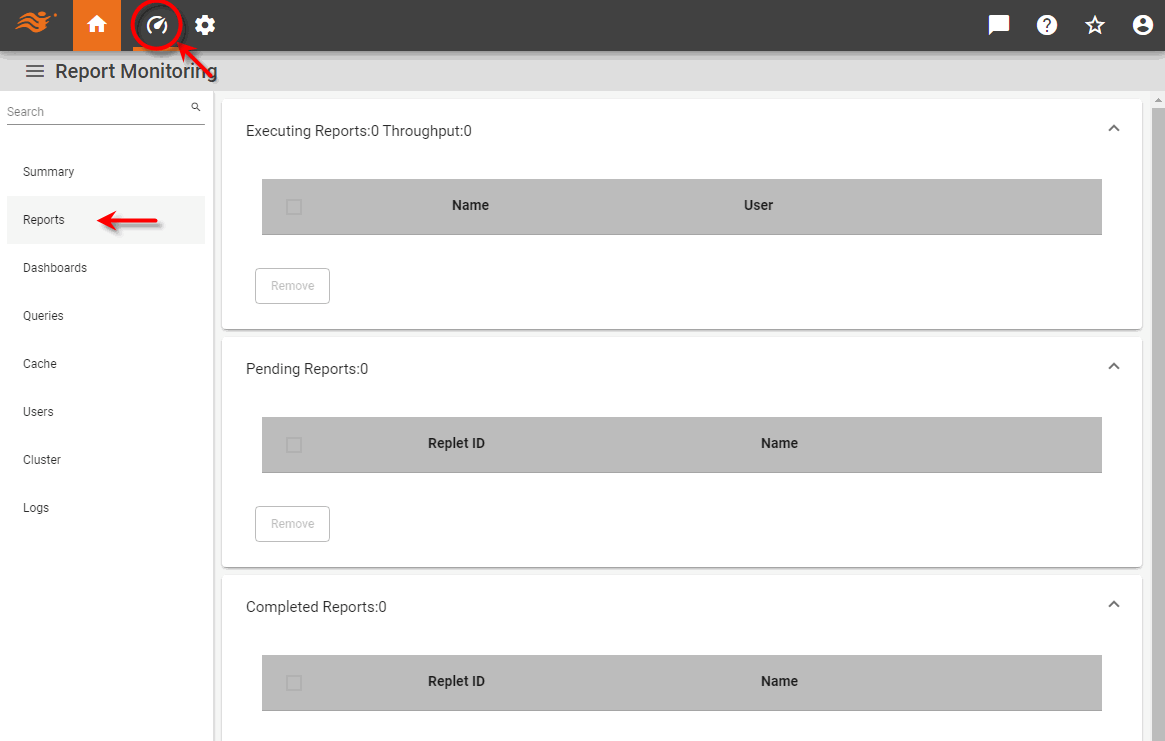 Report Monitoring
Search
Summary
Reports
Dashboards
Queries
Cache
Users
Cluster
Logs
Executing Reports:0 Throughput:0
Name User
Remove
Pending Reports:0
Replet ID Name
Remove
Completed Reports:0
Replet ID Name